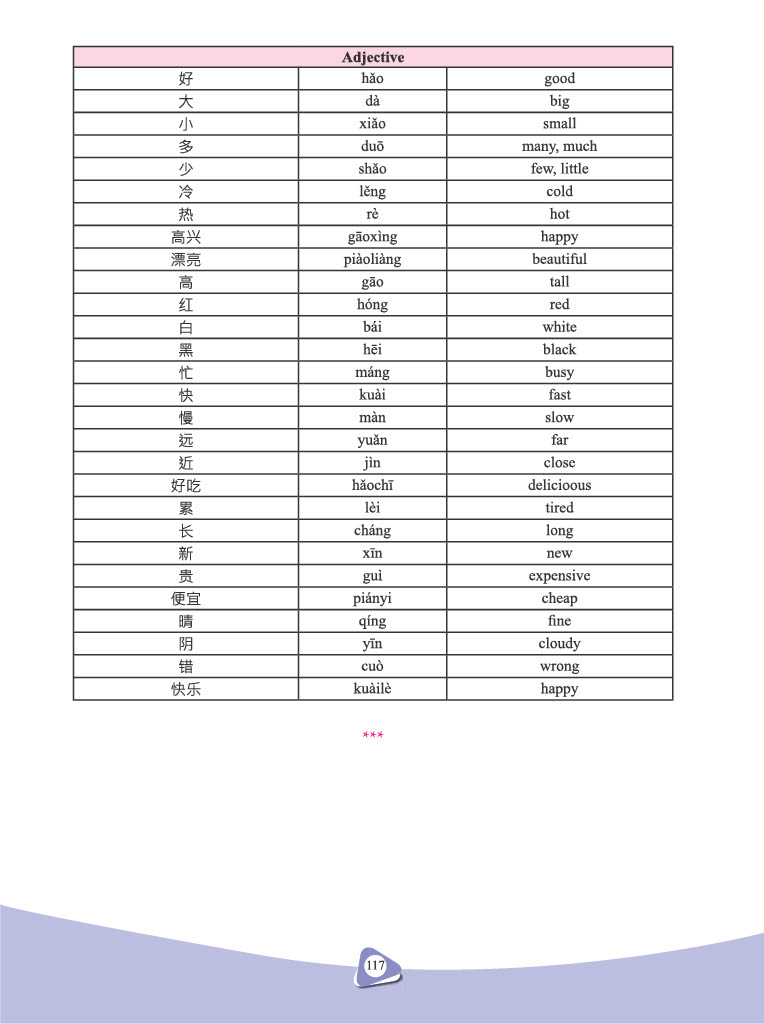 Adjective
好 hǎo good
大 dà big
小 xiǎo small
多 duō many, much
少 shǎo few, little
冷 lěng cold
热 rè hot
高兴 gāoxìng happy
漂亮 piàoliàng beautiful
高 gāo tall
红 hóng red
白 bái white
黑 hēi black
忙 máng busy
快 kuài fast
慢 màn slow
远 yuǎn far
近 jìn close
好吃 hǎochī delicioous
累 lèi tired
长 cháng long
新 xīn new
贵 guì expensive
便宜 piányi cheap
晴 qíng fine
阴 yīn cloudy
错 cuò wrong
快乐 kuàilè happy
***
117